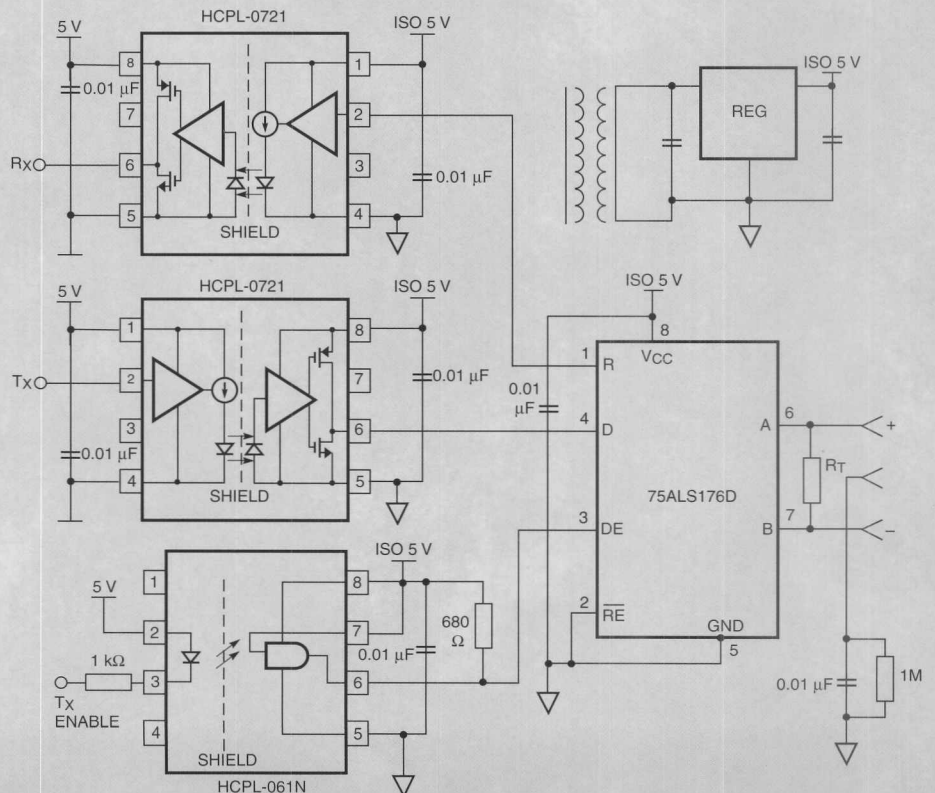 HCPL-0721
5 V
ISO 5 V
8
0.01 µF
7
6
5
1
2
3
4
0.01 µF
RX
SHIELD
ISO 5 V
REG
HCPL-0721
5 V
ISO 5 V
1
2
3
4
8
7
6
5
0.01 µF
0.01 µF
TX
SHIELD
ISO 5 V
8
VCC
0.01
µF
1
R
4
D
3
DE
2
RE
GND
5
75ALS176D
A
6
B
7
RT
+
–
0.01 µF
1M
ISO 5 V
5 V
1
2
3
4
8
7
6
5
1 kΩ
TX
ENABLE
0.01 µF
680
Ω
SHIELD
HCPL-061N